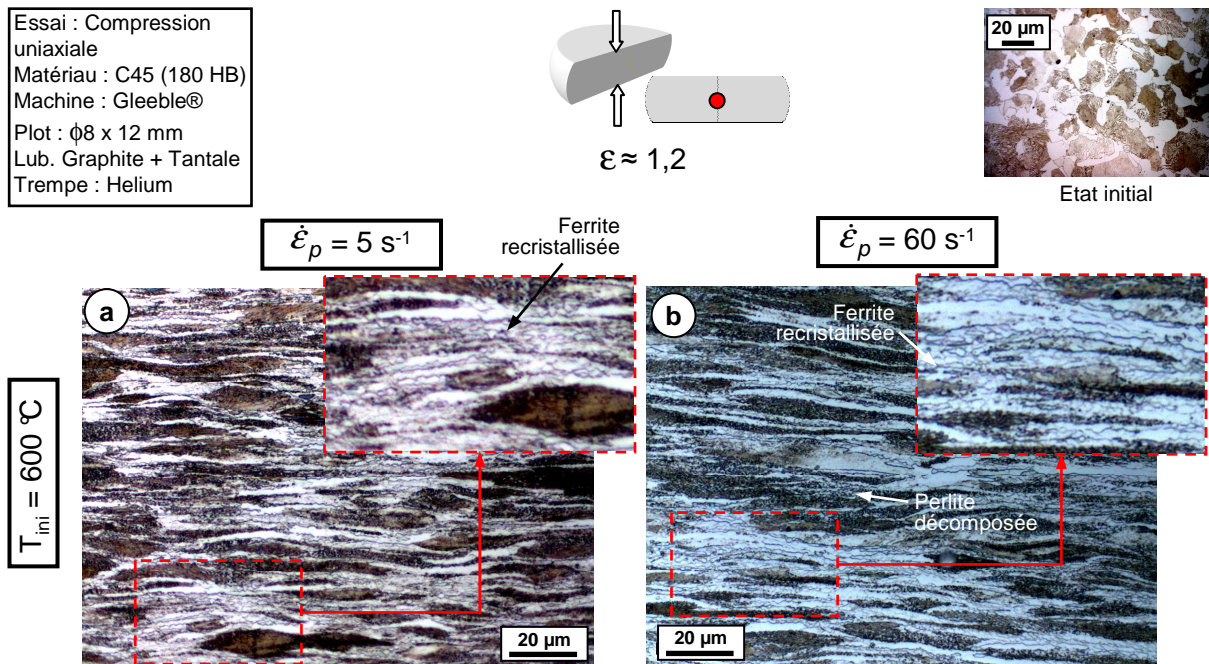 Essai : Compression
uniaxiale
Matériau : C45 (180 HB)
Machine : Gleeble®
Plot : ϕ8 x 12 mm
Lub. Graphite + Tantale
Trempe : Helium
ε ≈ 1,2
20 µm
Etat initial
ε̇p = 5 s-1
Ferrite
recristallisée
ε̇p = 60 s-1
Tini = 600 °C
a
20 µm
b
Ferrite
recristallisée
Perlite
décomposée
20 µm